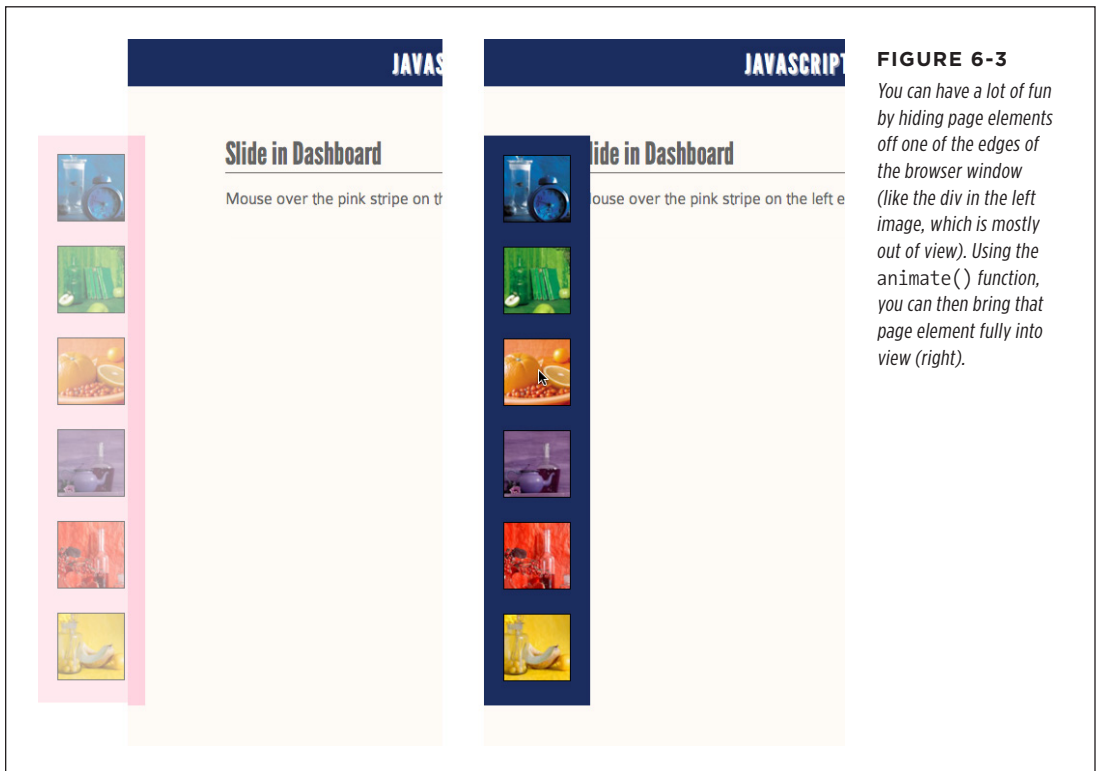 JAVAS
Slide in Dashboard
Mouse over the pink stripe on th
JAVASCRIPT
lide in Dashboard
ouse over the pink stripe on the left e
FIGURE 6-3
You can have a lot of fun
by hiding page elements
off one of the edges of
the browser window
(like the div in the left
image, which is mostly
out of view). Using the
animate() function,
you can then bring that
page element fully into
view (right).